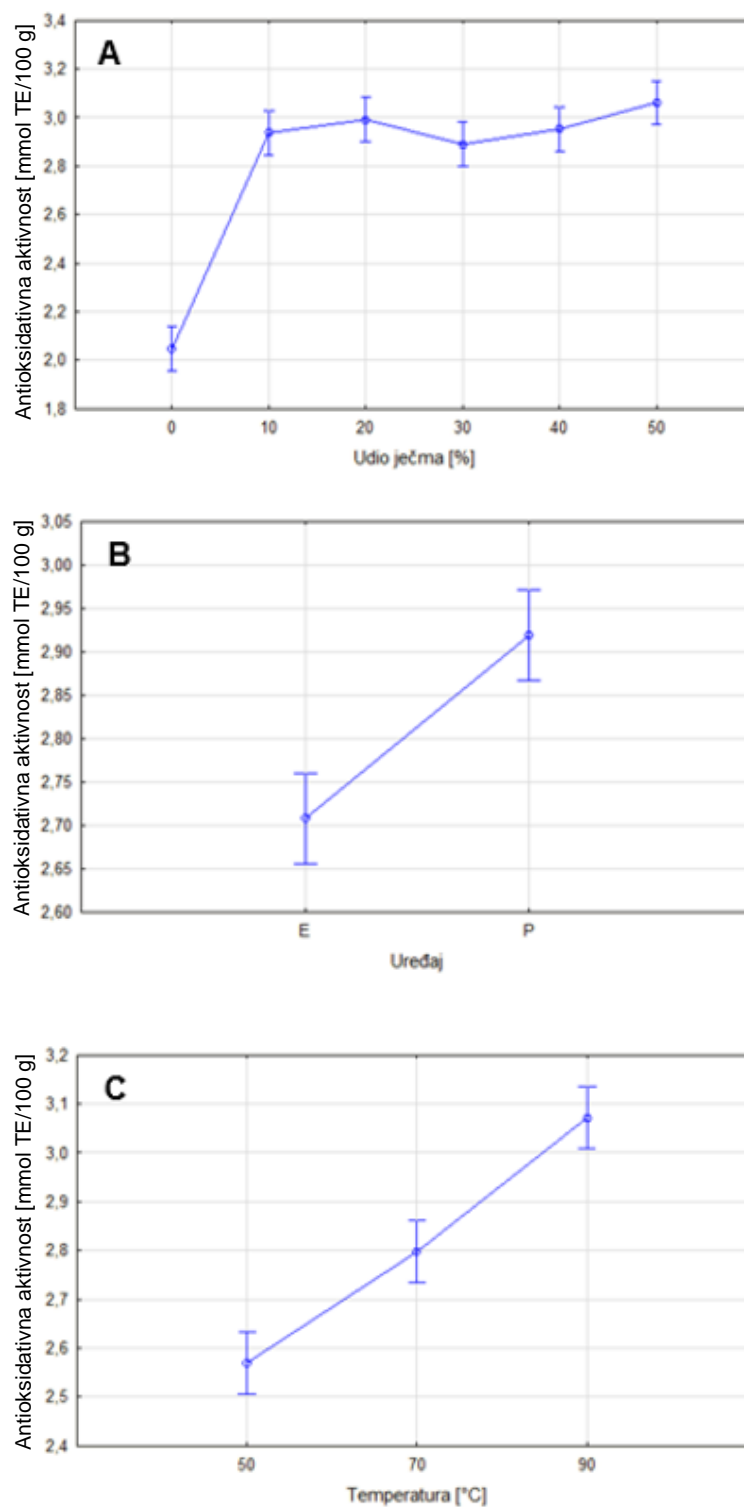 A
Antioksidativna aktivnost [mmol TE/100 g]
3,4
3,2
3,0
2,8
2,6
2,4
2,2
2,0
1,8
0 10 20 30 40 50
Udio ječma [%]
B
Antioksidativna aktivnost [mmol TE/100 g]
3,05
3,00
2,95
2,90
2,85
2,80
2,75
2,70
2,65
2,60
E P
Uređaj
C
Antioksidativna aktivnost [mmol TE/100 g]
3,2
3,1
3,0
2,9
2,8
2,7
2,6
2,5
2,4
50 70 90
Temperatura [°C]